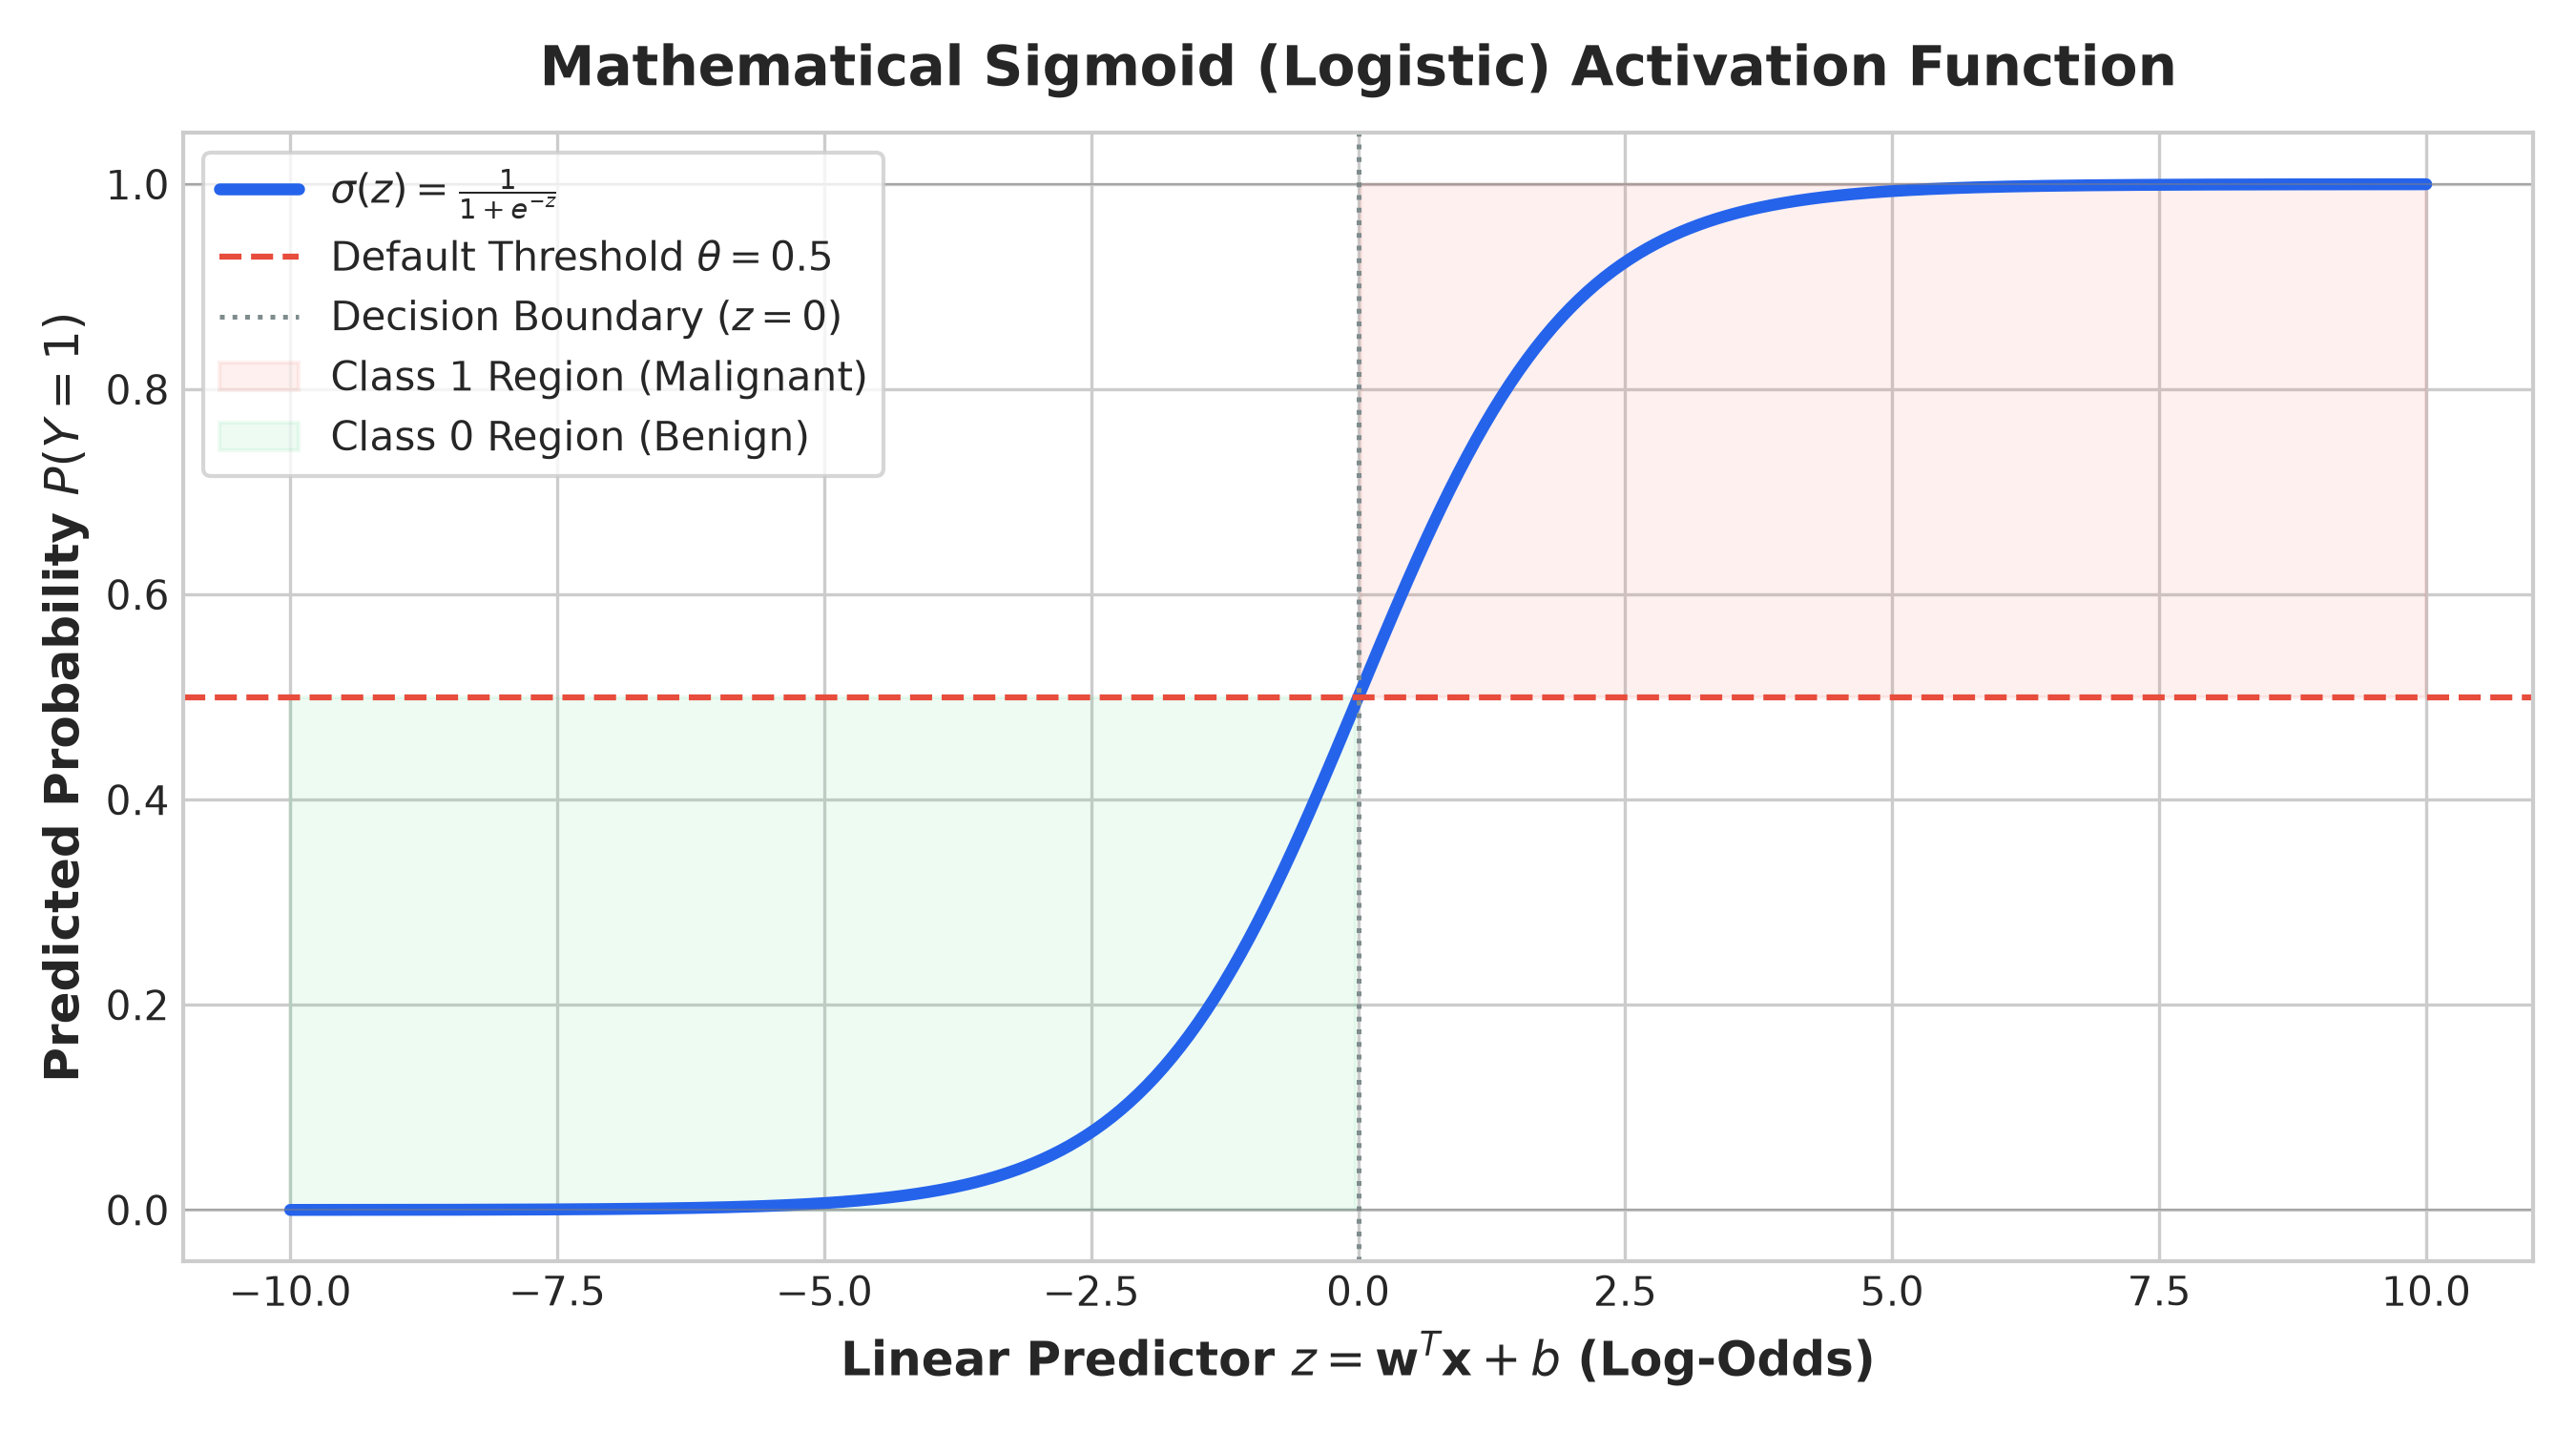 Mathematical Sigmoid (Logistic) Activation Function
σ(z) = 1 / (1 + e^{−z})
Default Threshold θ = 0.5
Decision Boundary (z = 0)
Class 1 Region (Malignant)
Class 0 Region (Benign)
Predicted Probability P(Y = 1)
1.0
0.8
0.6
0.4
0.2
0.0
−10.0 −7.5 −5.0 −2.5 0.0 2.5 5.0 7.5 10.0
Linear Predictor z = w^T x + b (Log-Odds)